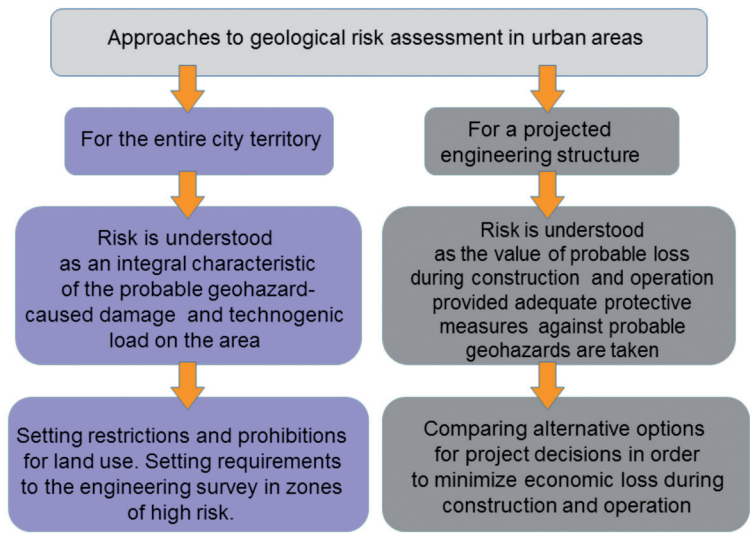 Approaches to geological risk assessment in urban areas
For the entire city territory
For a projected
engineering structure
Risk is understood
as an integral characteristic
of the probable geohazard-
caused damage and technogenic
load on the area
Risk is understood
as the value of probable loss
during construction and operation
provided adequate protective
measures against probable
geohazards are taken
Setting restrictions and prohibitions
for land use. Setting requirements
to the engineering survey in zones
of high risk.
Comparing alternative options
for project decisions in order
to minimize economic loss during
construction and operation